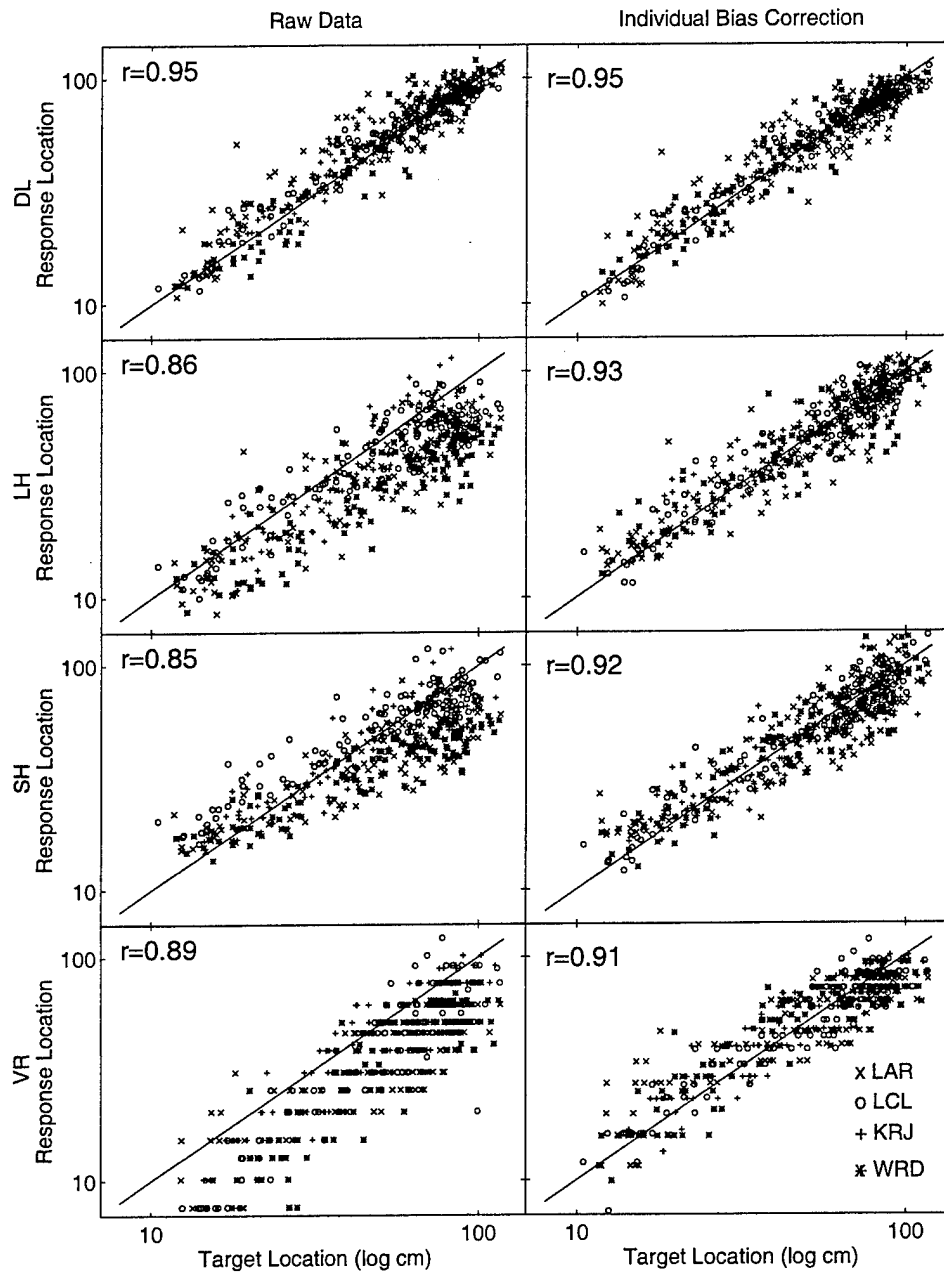 Raw Data
Individual Bias Correction
DL
Response Location
100
10
r=0.95
r=0.95
LH
Response Location
100
10
r=0.86
r=0.93
SH
Response Location
100
10
r=0.85
r=0.92
VR
Response Location
100
10
r=0.89
r=0.91
x LAR
o LCL
+ KRJ
* WRD
10
100
10
100
Target Location (log cm)
Target Location (log cm)